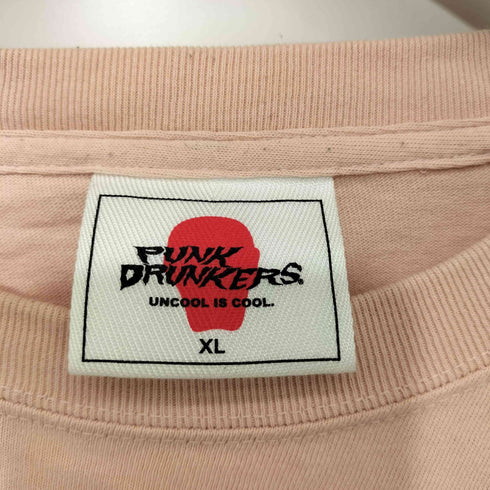 PUNK
DRUNKERS.
UNCOOL IS COOL.
XL